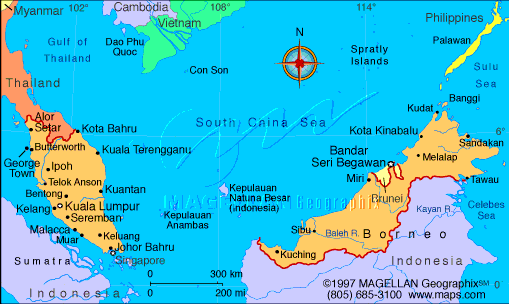 Myanmar
102°
Cambodia
108°
114°
Philippines
Vietnam
Gulf of
Thailand
Dao Phu
Quoc
N
Spratly
Islands
Palawan
Sulu
Sea
Con Son
Thailand
Banggi
Kudat
Alor
Setar
Kota Bahru
South China Sea
Kota Kinabalu
6°
Sandakan
Butterworth
Kuala Terengganu
Bandar
Seri Begawan
Melalap
George
Town
Ipoh
Miri
Tawau
Telok Anson
Kuantan
Kepulauan
Natuna Besar
(indonesia)
Brunei
Bentong
MAGELLAN Geographix
Kuala Lumpur
Kelang
Seremban
Kepulauan
Anambas
Kayan R.
Celebes
Sea
Malacca
Muar
Keluang
Sibu
Baleh R.
Borneo
Johor Bahru
Sumatra
Singapore
Kuching
Indonesia
0
300 km
0
200 mi
Indonesia
©1997 MAGELLAN Geographix℠
(805) 685-3100 www.maps.com
0°